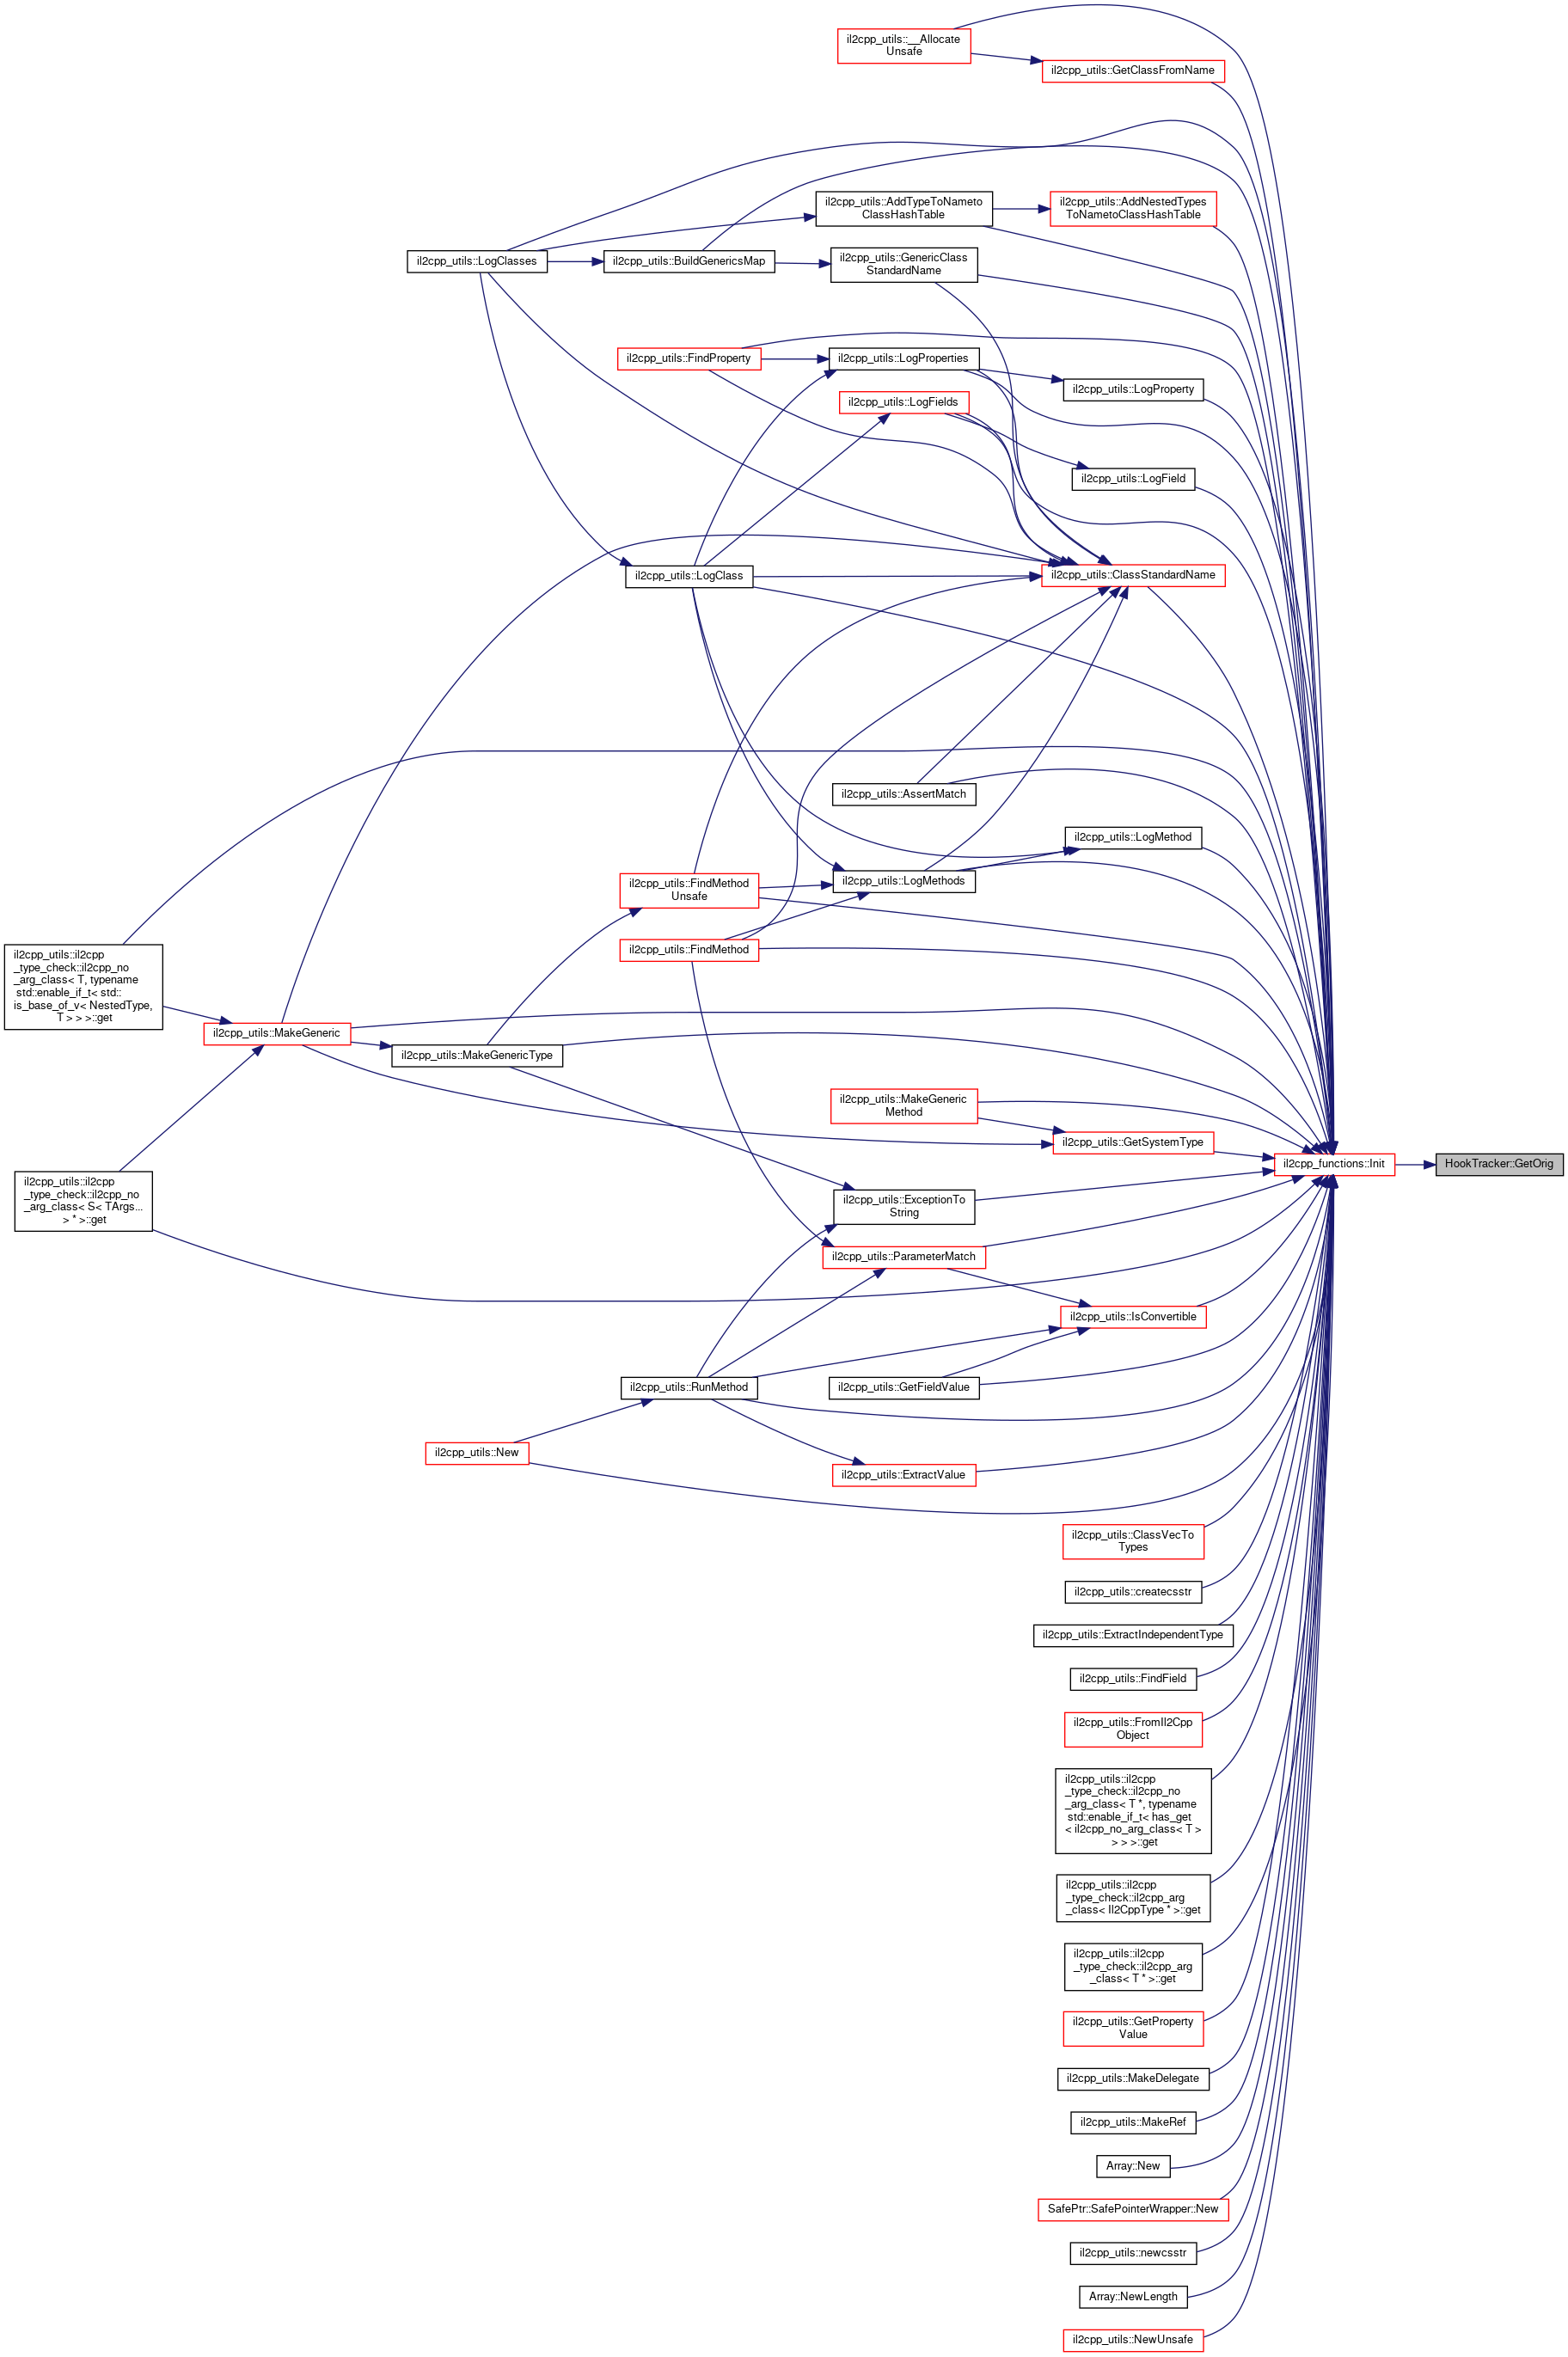 il2cpp_utils::__Allocate
Unsafe
il2cpp_utils::GetClassFromName
il2cpp_utils::AddTypeToNameto
ClassHashTable
il2cpp_utils::AddNestedTypes
ToNametoClassHashTable
il2cpp_utils::LogClasses
il2cpp_utils::BuildGenericsMap
il2cpp_utils::GenericClass
StandardName
il2cpp_utils::FindProperty
il2cpp_utils::LogProperties
il2cpp_utils::LogProperty
il2cpp_utils::LogFields
il2cpp_utils::LogField
il2cpp_utils::LogClass
il2cpp_utils::ClassStandardName
il2cpp_utils::AssertMatch
il2cpp_utils::LogMethod
il2cpp_utils::FindMethod
Unsafe
il2cpp_utils::LogMethods
il2cpp_utils::FindMethod
il2cpp_utils::il2cpp
_type_check::il2cpp_no
_arg_class< T, typename
std::enable_if_t< std::
is_base_of_v< NestedType,
T > > >::get
il2cpp_utils::MakeGeneric
il2cpp_utils::MakeGenericType
il2cpp_utils::MakeGeneric
Method
il2cpp_utils::GetSystemType
il2cpp_functions::Init
HookTracker::GetOrig
il2cpp_utils::il2cpp
_type_check::il2cpp_no
_arg_class< S< TArgs...
> * >::get
il2cpp_utils::ExceptionTo
String
il2cpp_utils::ParameterMatch
il2cpp_utils::IsConvertible
il2cpp_utils::RunMethod
il2cpp_utils::GetFieldValue
il2cpp_utils::New
il2cpp_utils::ExtractValue
il2cpp_utils::ClassVecTo
Types
il2cpp_utils::createcsstr
il2cpp_utils::ExtractIndependentType
il2cpp_utils::FindField
il2cpp_utils::FromIl2Cpp
Object
il2cpp_utils::il2cpp
_type_check::il2cpp_no
_arg_class< T *, typename
std::enable_if_t< has_get
< il2cpp_no_arg_class< T >
> > >::get
il2cpp_utils::il2cpp
_type_check::il2cpp_arg
_class< Il2CppType * >::get
il2cpp_utils::il2cpp
_type_check::il2cpp_arg
_class< T * >::get
il2cpp_utils::GetProperty
Value
il2cpp_utils::MakeDelegate
il2cpp_utils::MakeRef
Array::New
SafePtr::SafePointerWrapper::New
il2cpp_utils::newcsstr
Array::NewLength
il2cpp_utils::NewUnsafe